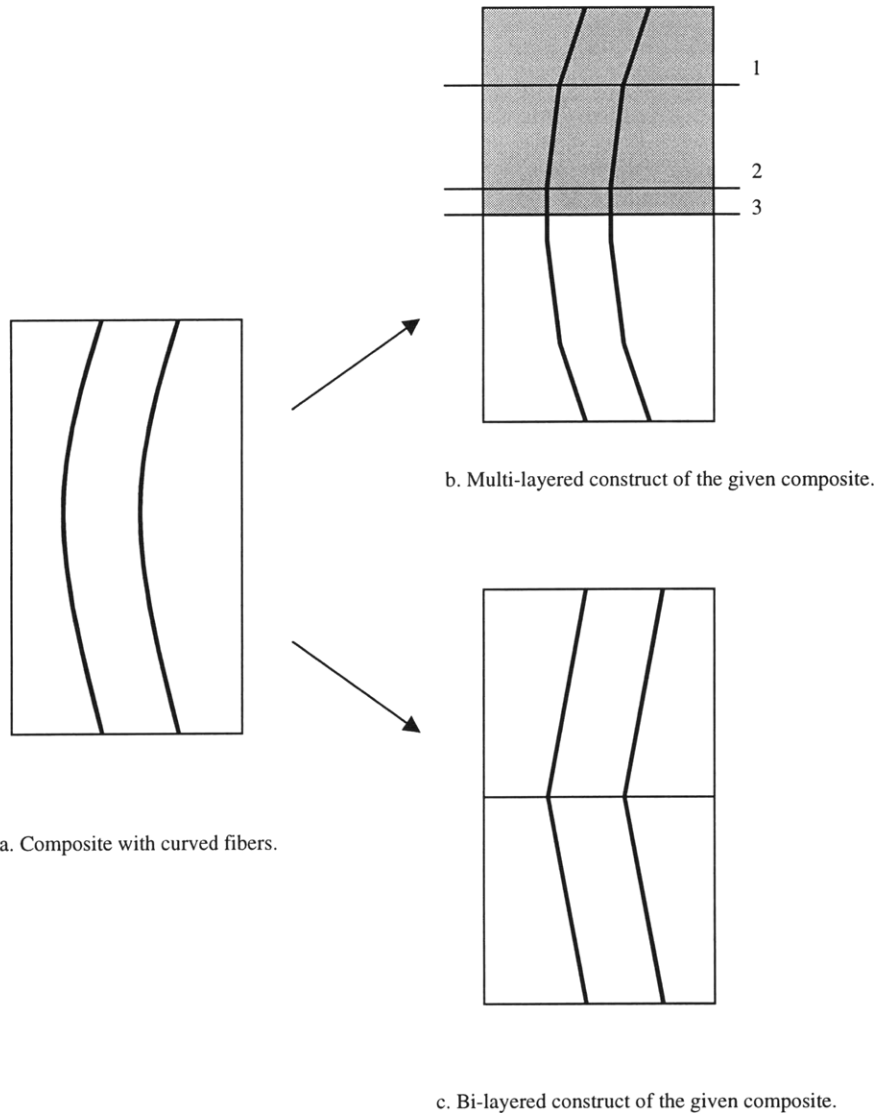 1
2
3
b. Multi-layered construct of the given composite.
a. Composite with curved fibers.
c. Bi-layered construct of the given composite.